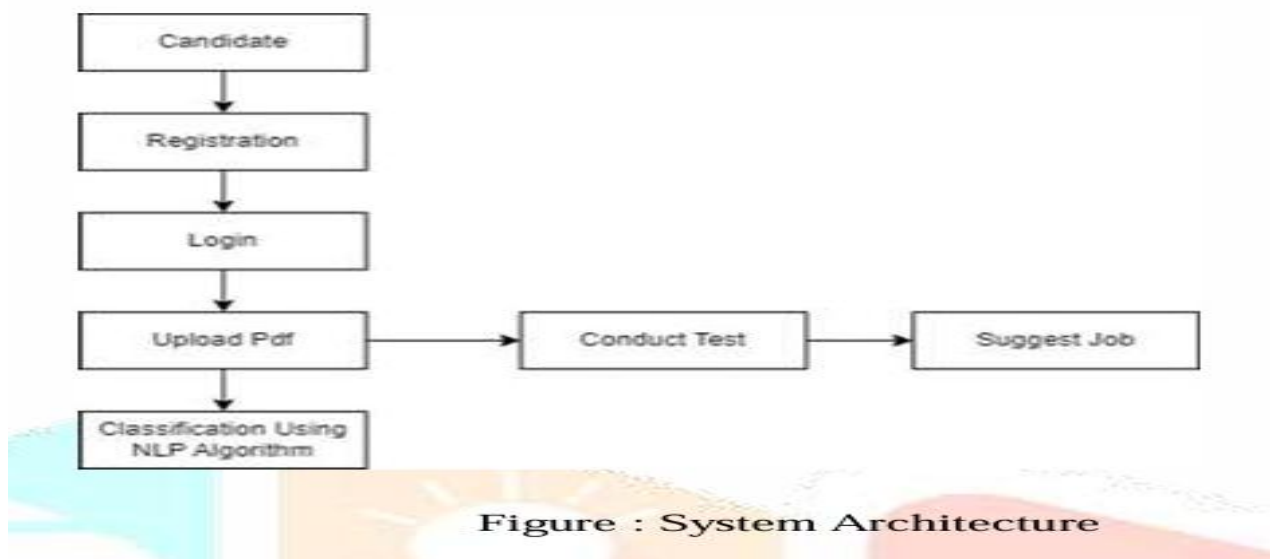 Candidate
Registration
Login
Upload Pdf
Conduct Test
Suggest Job
Classification Using
NLP Algorithm
Figure : System Architecture